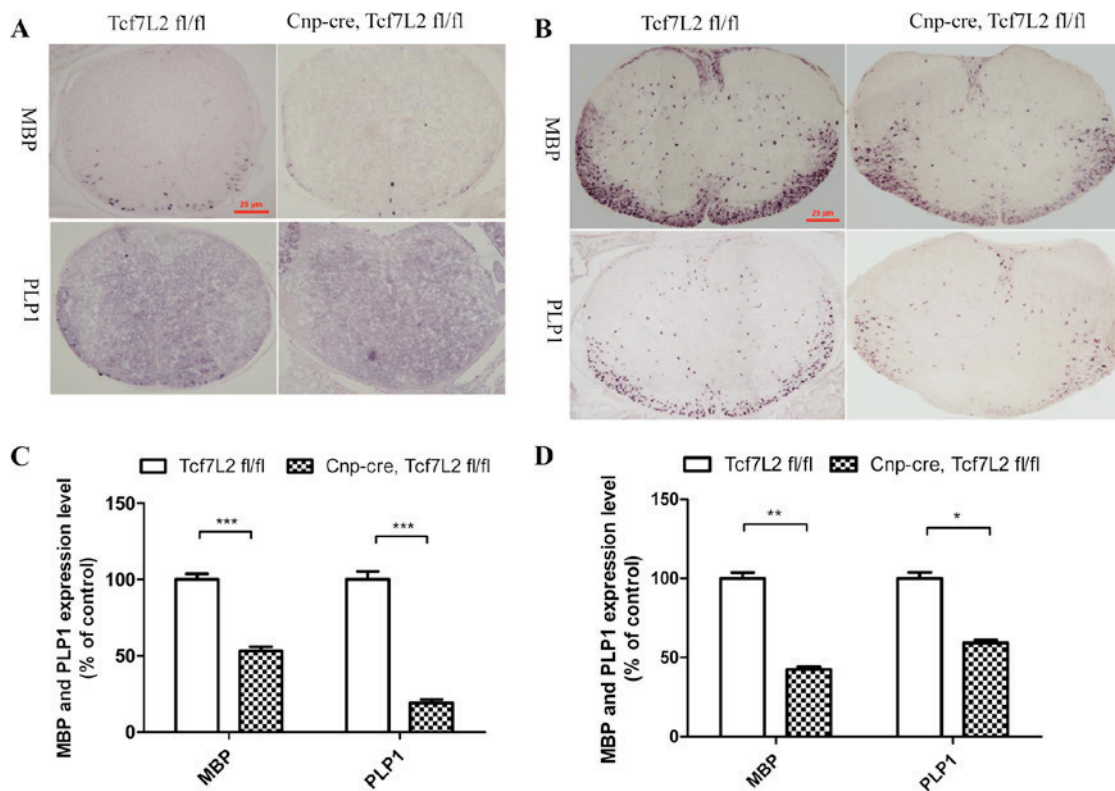 A
Tcf7L2 fl/fl
Cnp-cre, Tcf7L2 fl/fl
MBP
25 μm
PLP1
B
Tcf7L2 fl/fl
Cnp-cre, Tcf7L2 fl/fl
MBP
25 μm
PLP1
C
Tcf7L2 fl/fl
Cnp-cre, Tcf7L2 fl/fl
MBP and PLP1 expression level
(% of control)
150
100
50
0
***
***
MBP
PLP1
D
Tcf7L2 fl/fl
Cnp-cre, Tcf7L2 fl/fl
MBP and PLP1 expression level
(% of control)
150
100
50
0
**
*
MBP
PLP1